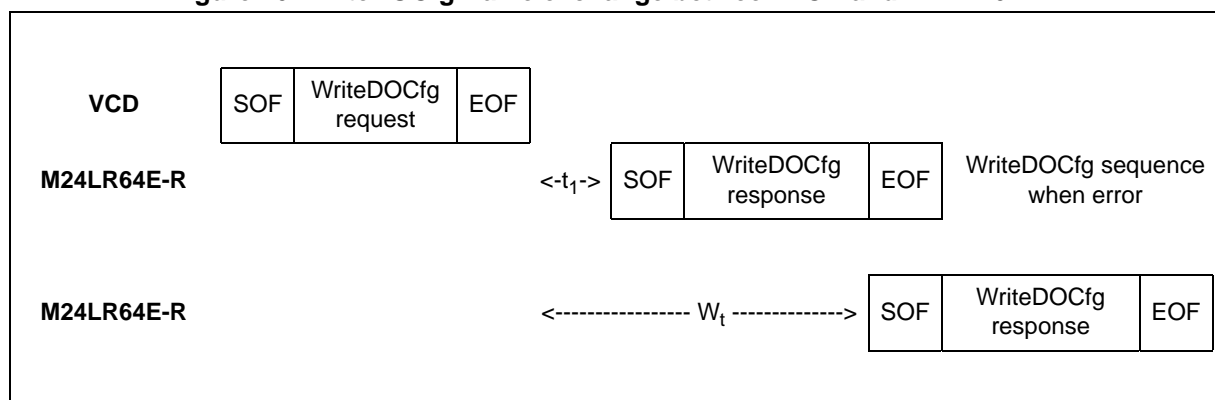 VCD SOF WriteDOCfg request EOF
M24LR64E-R <-t1-> SOF WriteDOCfg response EOF WriteDOCfg sequence when error
M24LR64E-R <----------------- Wt --------------> SOF WriteDOCfg response EOF